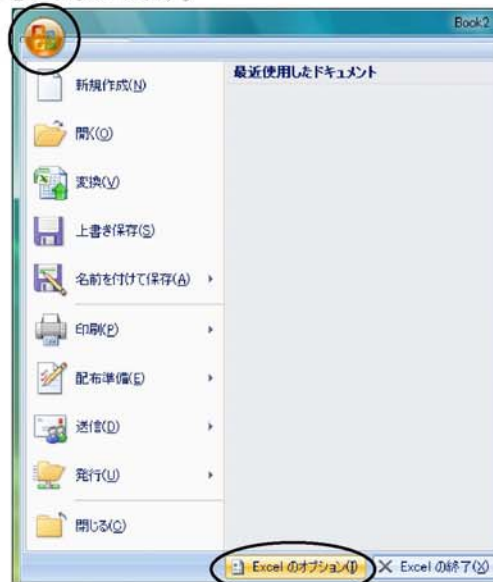 Book2
最近使用したドキュメント
新規作成(N)
開く(O)
変換(V)
上書き保存(S)
名前を付けて保存(A)
印刷(P)
配布準備(E)
送信(D)
発行(U)
閉じる(C)
Excel のオプション(I)
Excel の終了(X)